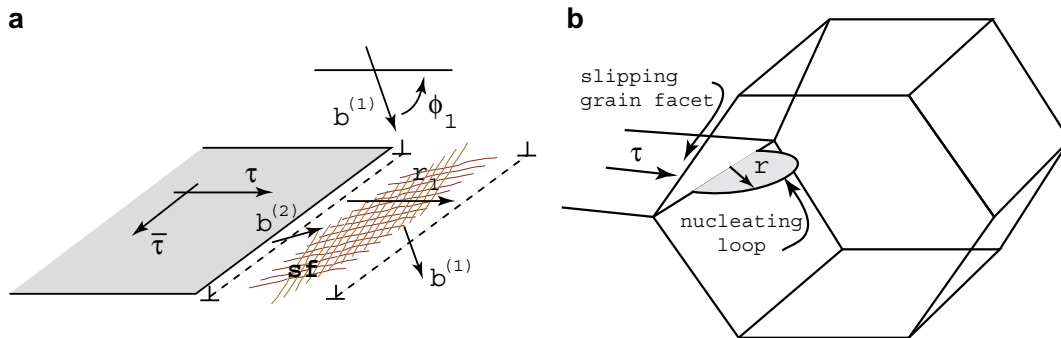 a
b
b(1)
ϕ1
τ
τ̄
r1
b(2)
sf
b(1)
slipping
grain facet
τ
r
nucleating
loop